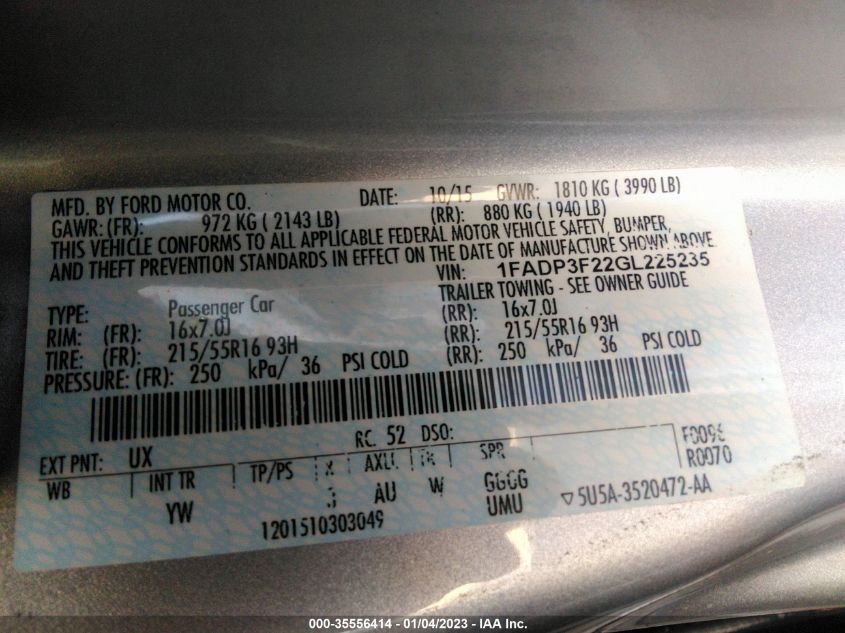 MFD. BY FORD MOTOR CO. DATE: 10/15 GVWR: 1810 KG ( 3990 LB)
GAWR: (FR): 972 KG ( 2143 LB) (RR): 880 KG ( 1940 LB)
THIS VEHICLE CONFORMS TO ALL APPLICABLE FEDERAL MOTOR VEHICLE SAFETY, BUMPER,
AND THEFT PREVENTION STANDARDS IN EFFECT ON THE DATE OF MANUFACTURE SHOWN ABOVE.
VIN: 1FADP3F22GL225235
TRAILER TOWING - SEE OWNER GUIDE
TYPE: Passenger Car
RIM: (FR): 16x7.0J (RR): 16x7.0J
TIRE: (FR): 215/55R16 93H (RR): 215/55R16 93H
PRESSURE: (FR): 250 kPa/ 36 PSI COLD (RR): 250 kPa/ 36 PSI COLD
RC: 52 DSO: F0096
EXT PNT: UX R0070
WB INT TR TP/PS R AXLE TR SPR
YW 3 AU W GGGG
1201510303049 UMU ▽ 5U5A-3520472-AA
000-35556414 - 01/04/2023 - IAA Inc.